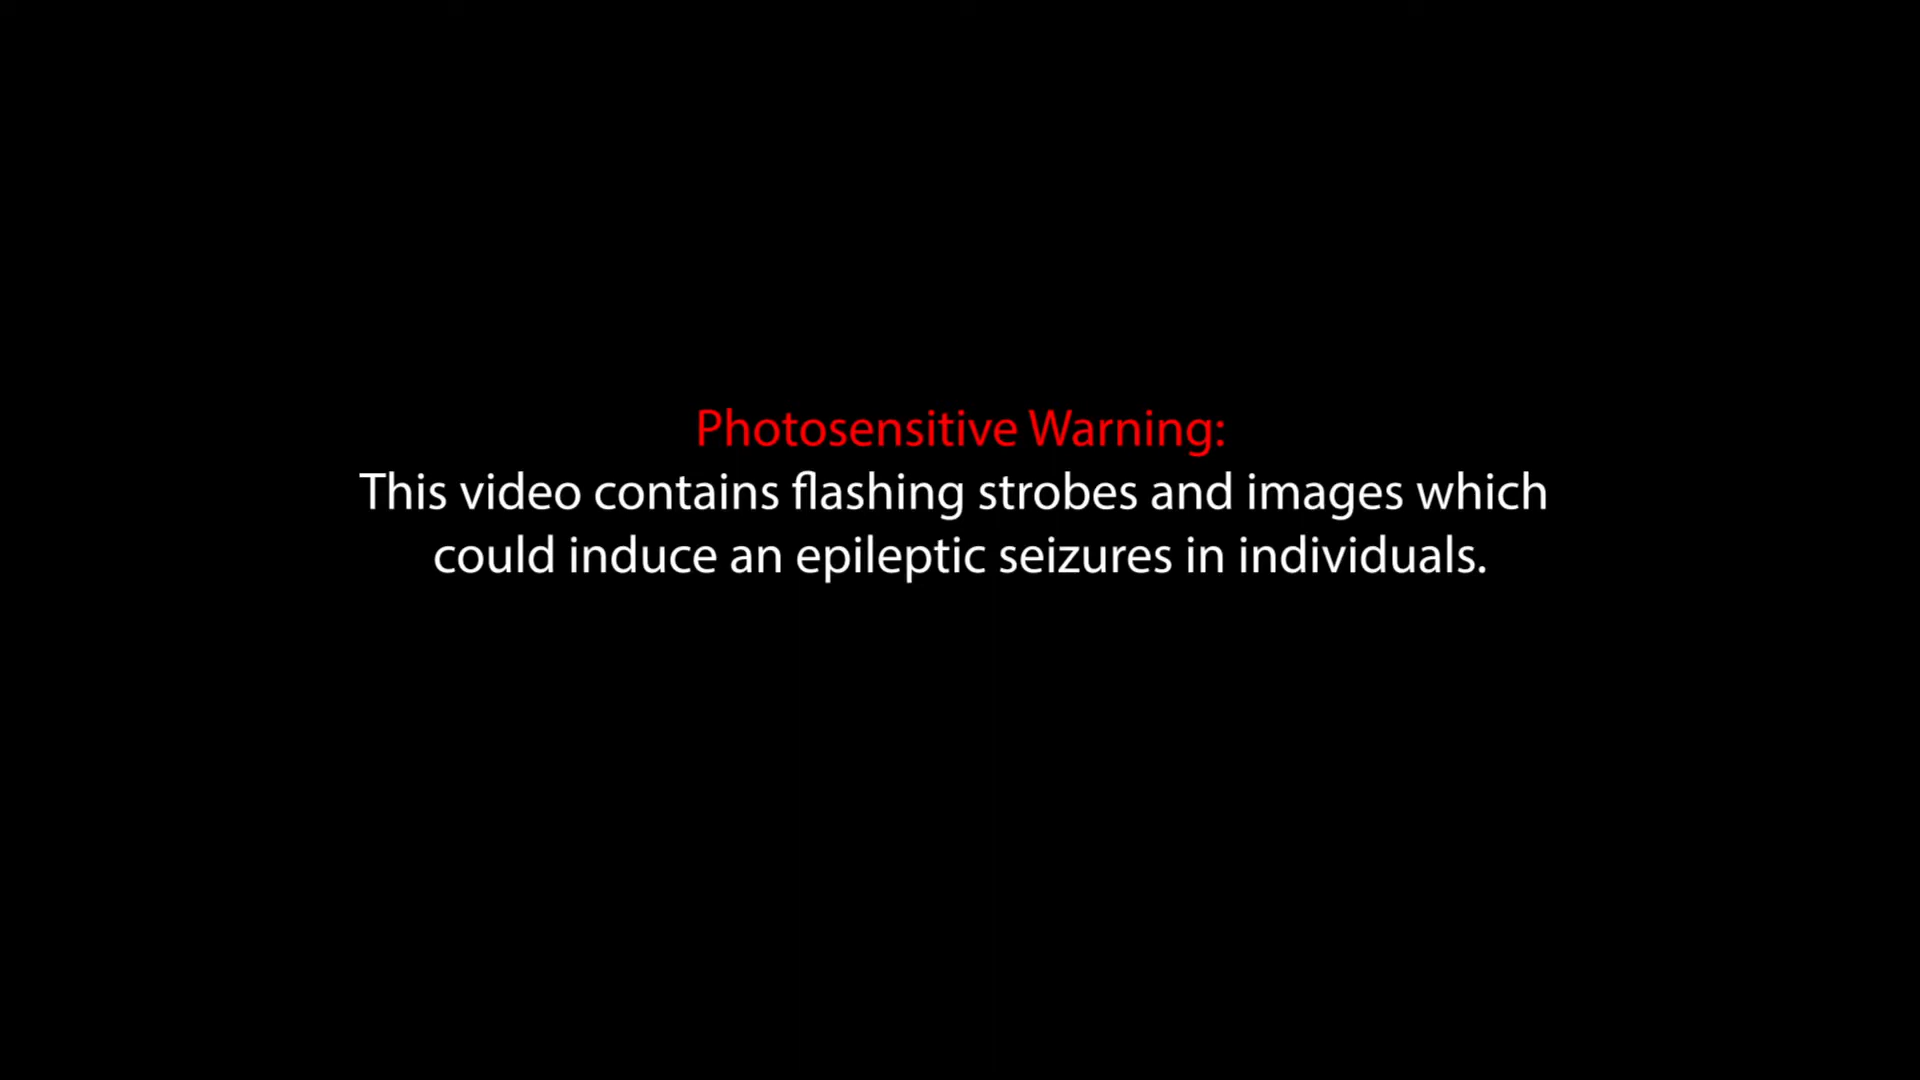 Photosensitive Warning:
This video contains flashing strobes and images which
could induce an epileptic seizures in individuals.